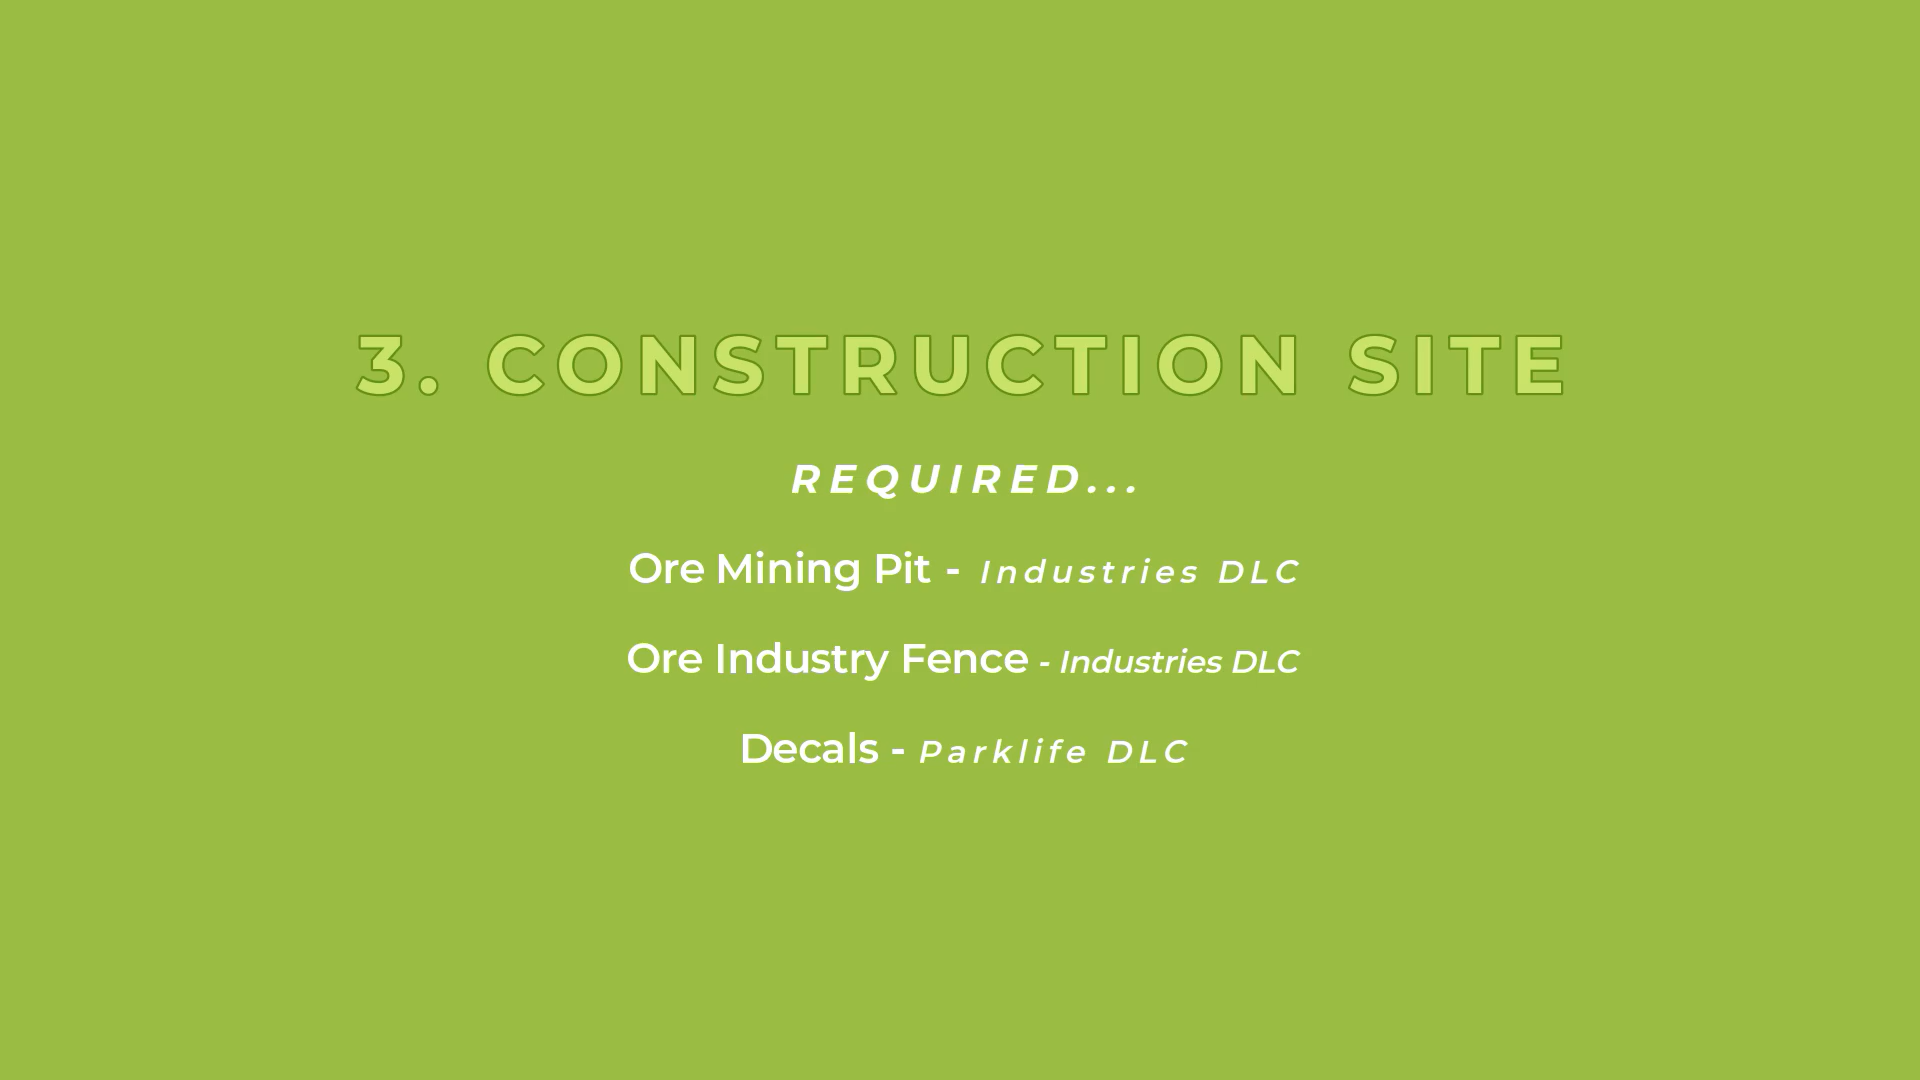 3. CONSTRUCTION SITE
REQUIRED...
Ore Mining Pit - Industries DLC
Ore Industry Fence - Industries DLC
Decals - Parklife DLC